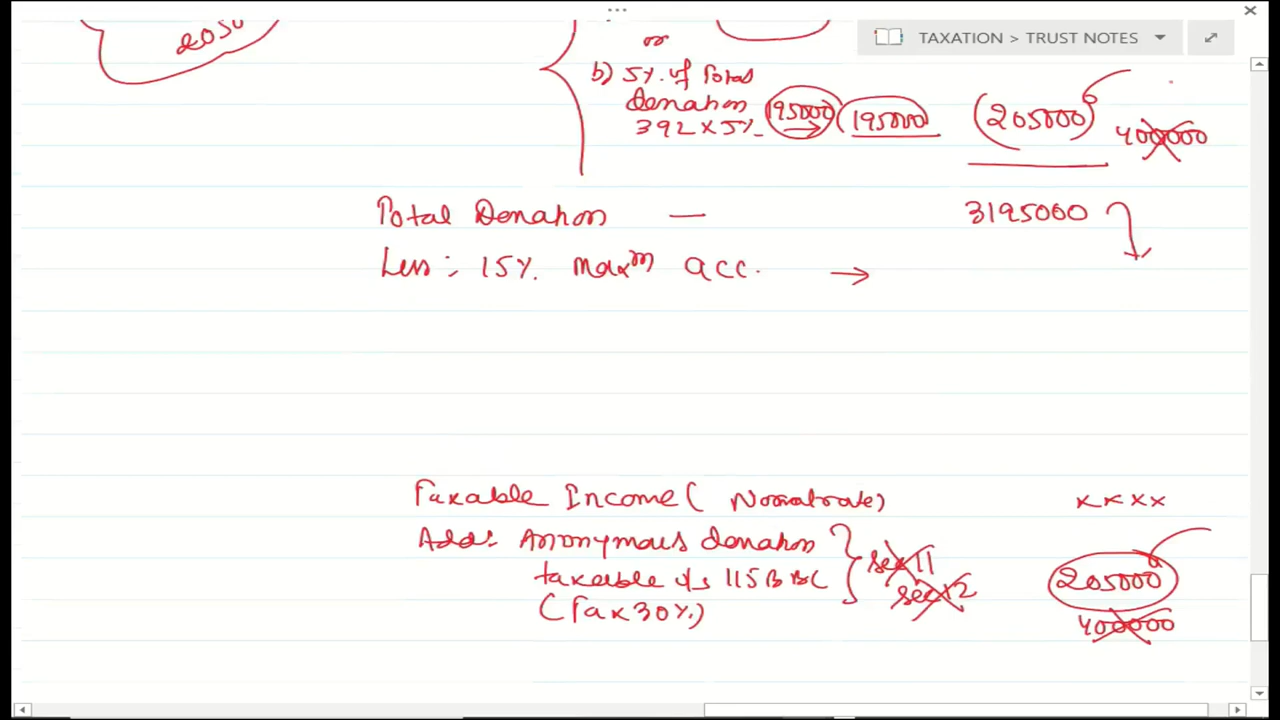 TAXATION > TRUST NOTES
2050
or
b) 5% of Total
donation 195000 (195000) (205000)
392 x 5% 400000
Total Donation — 3195000
Less: 15% maxm acc. →
Taxable Income (Normal rate) xxxx
Add: Anonymous donation
taxable u/s 115BBC sec 11 205000
(Tax 30%) sec 12 400000